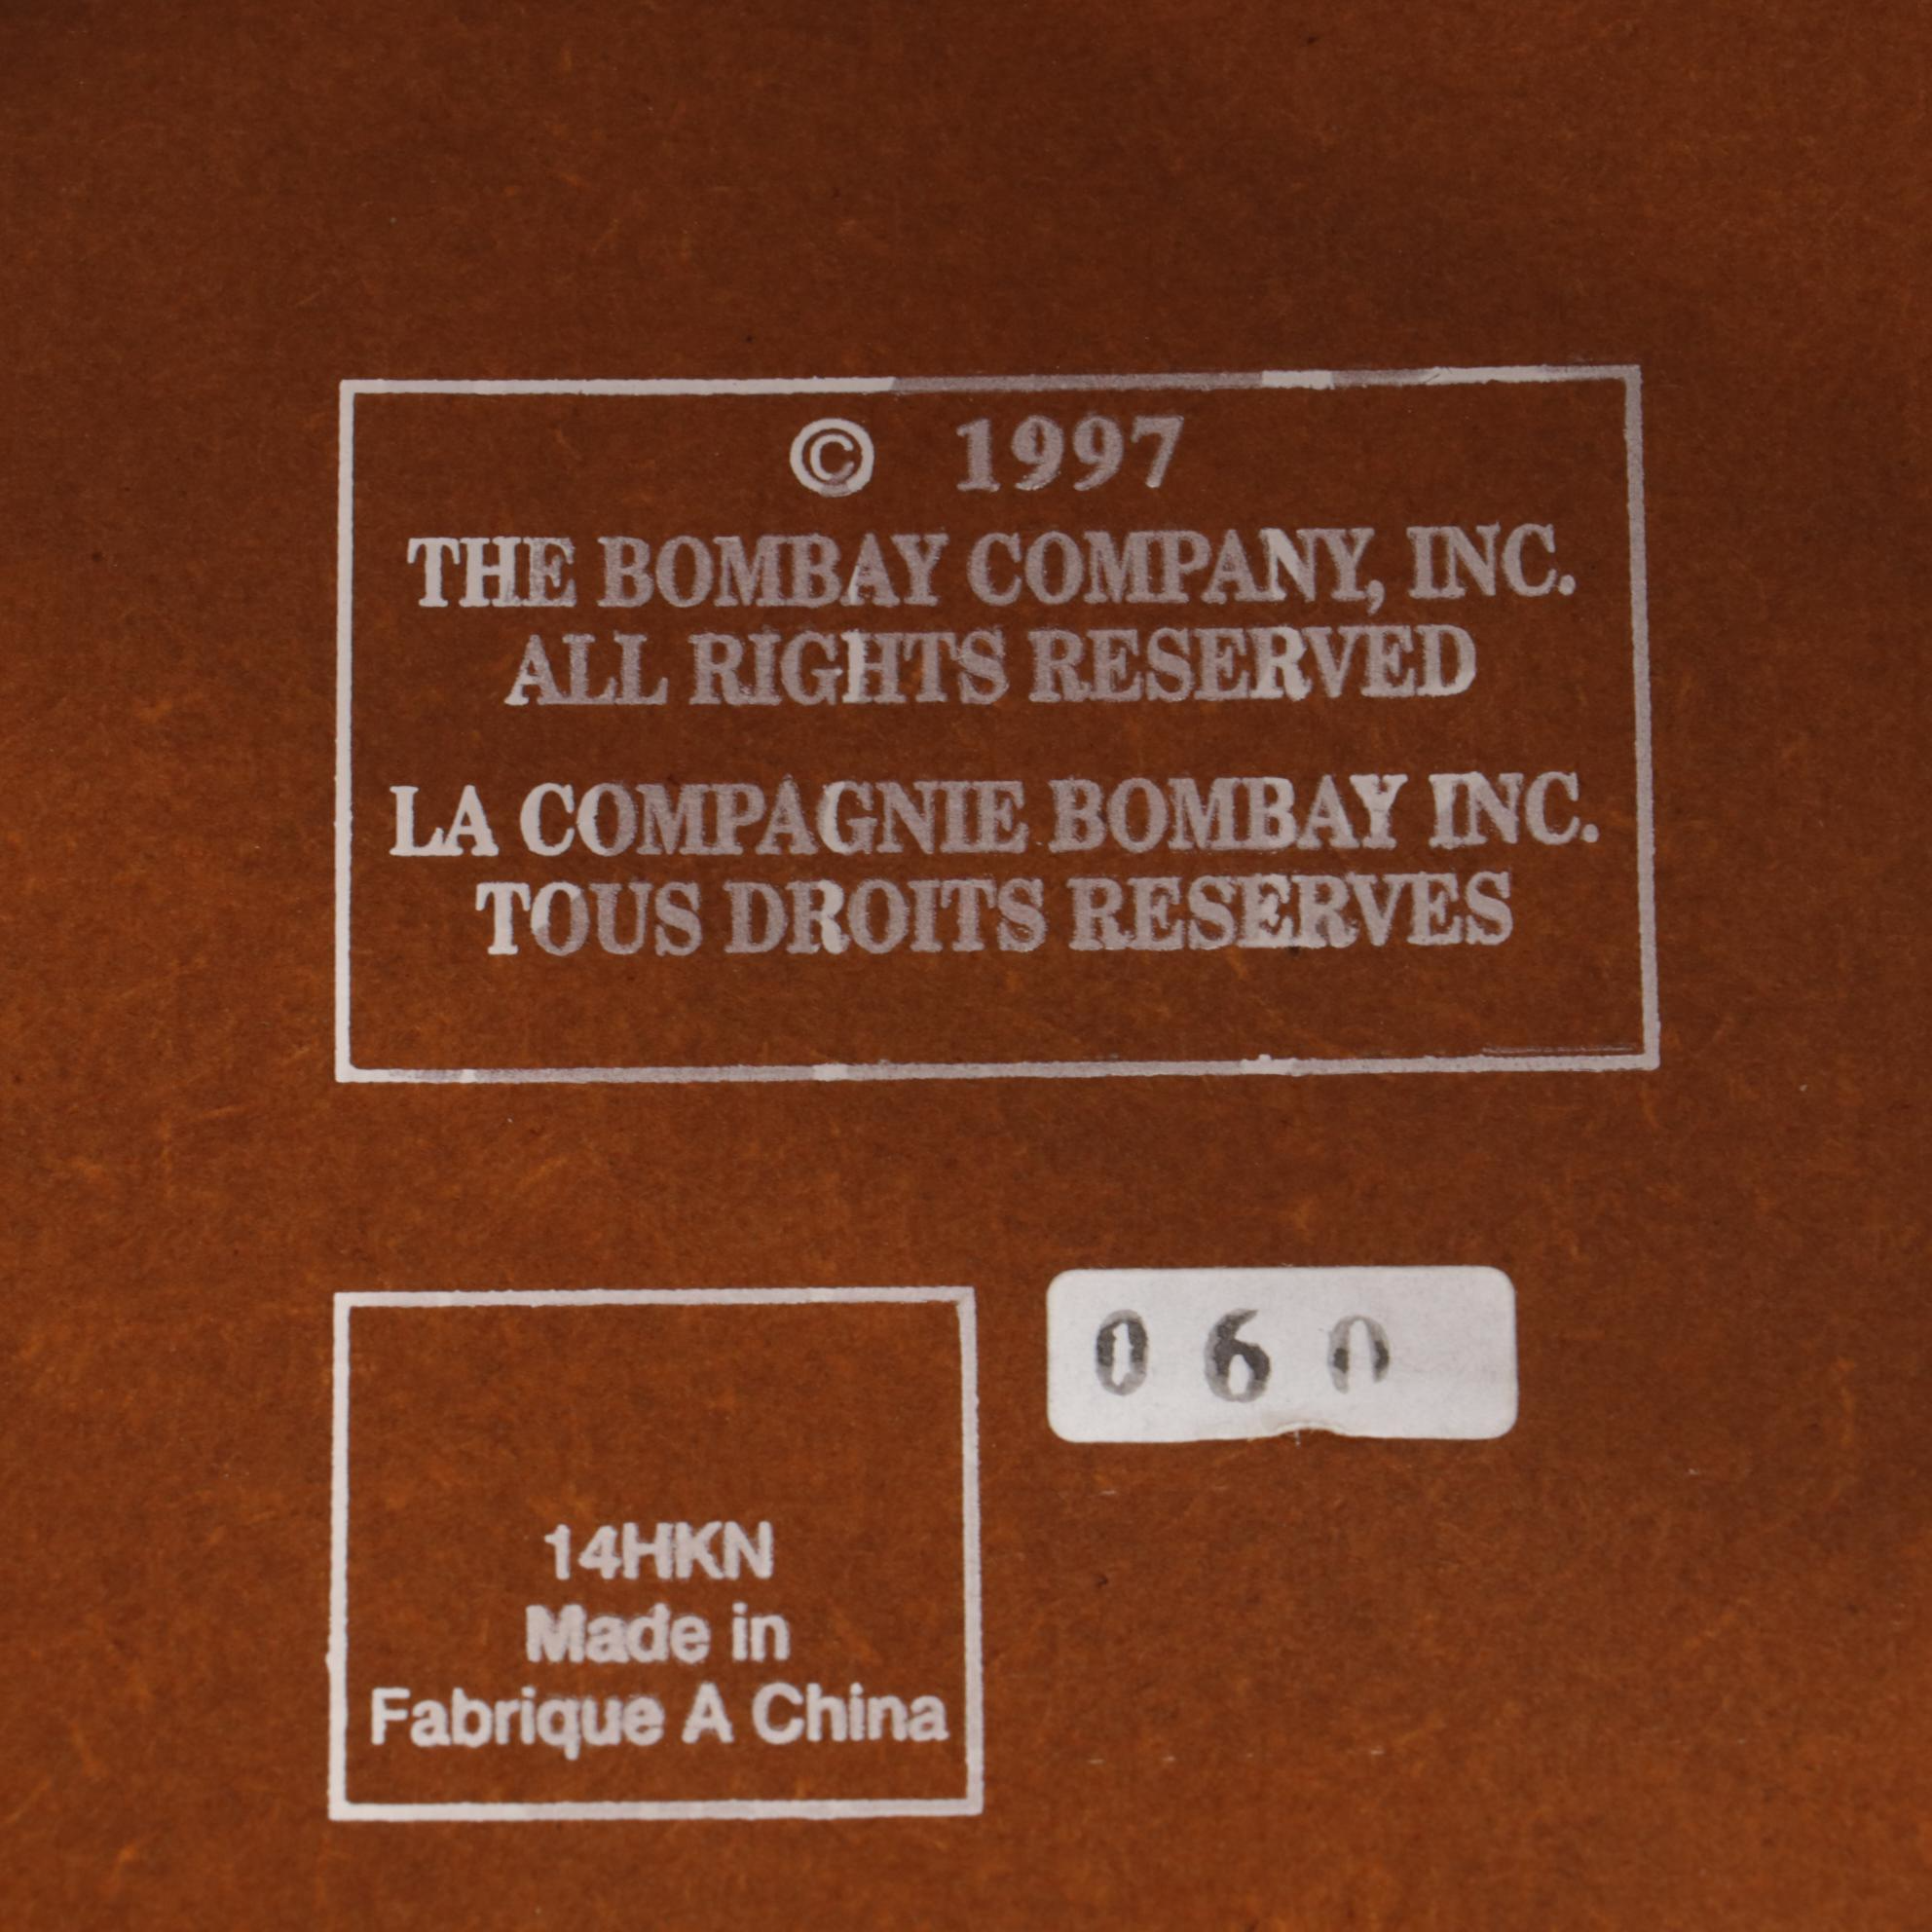 © 1997
THE BOMBAY COMPANY, INC.
ALL RIGHTS RESERVED
LA COMPAGNIE BOMBAY INC.
TOUS DROITS RESERVES
060
14HKN
Made in
Fabrique A China